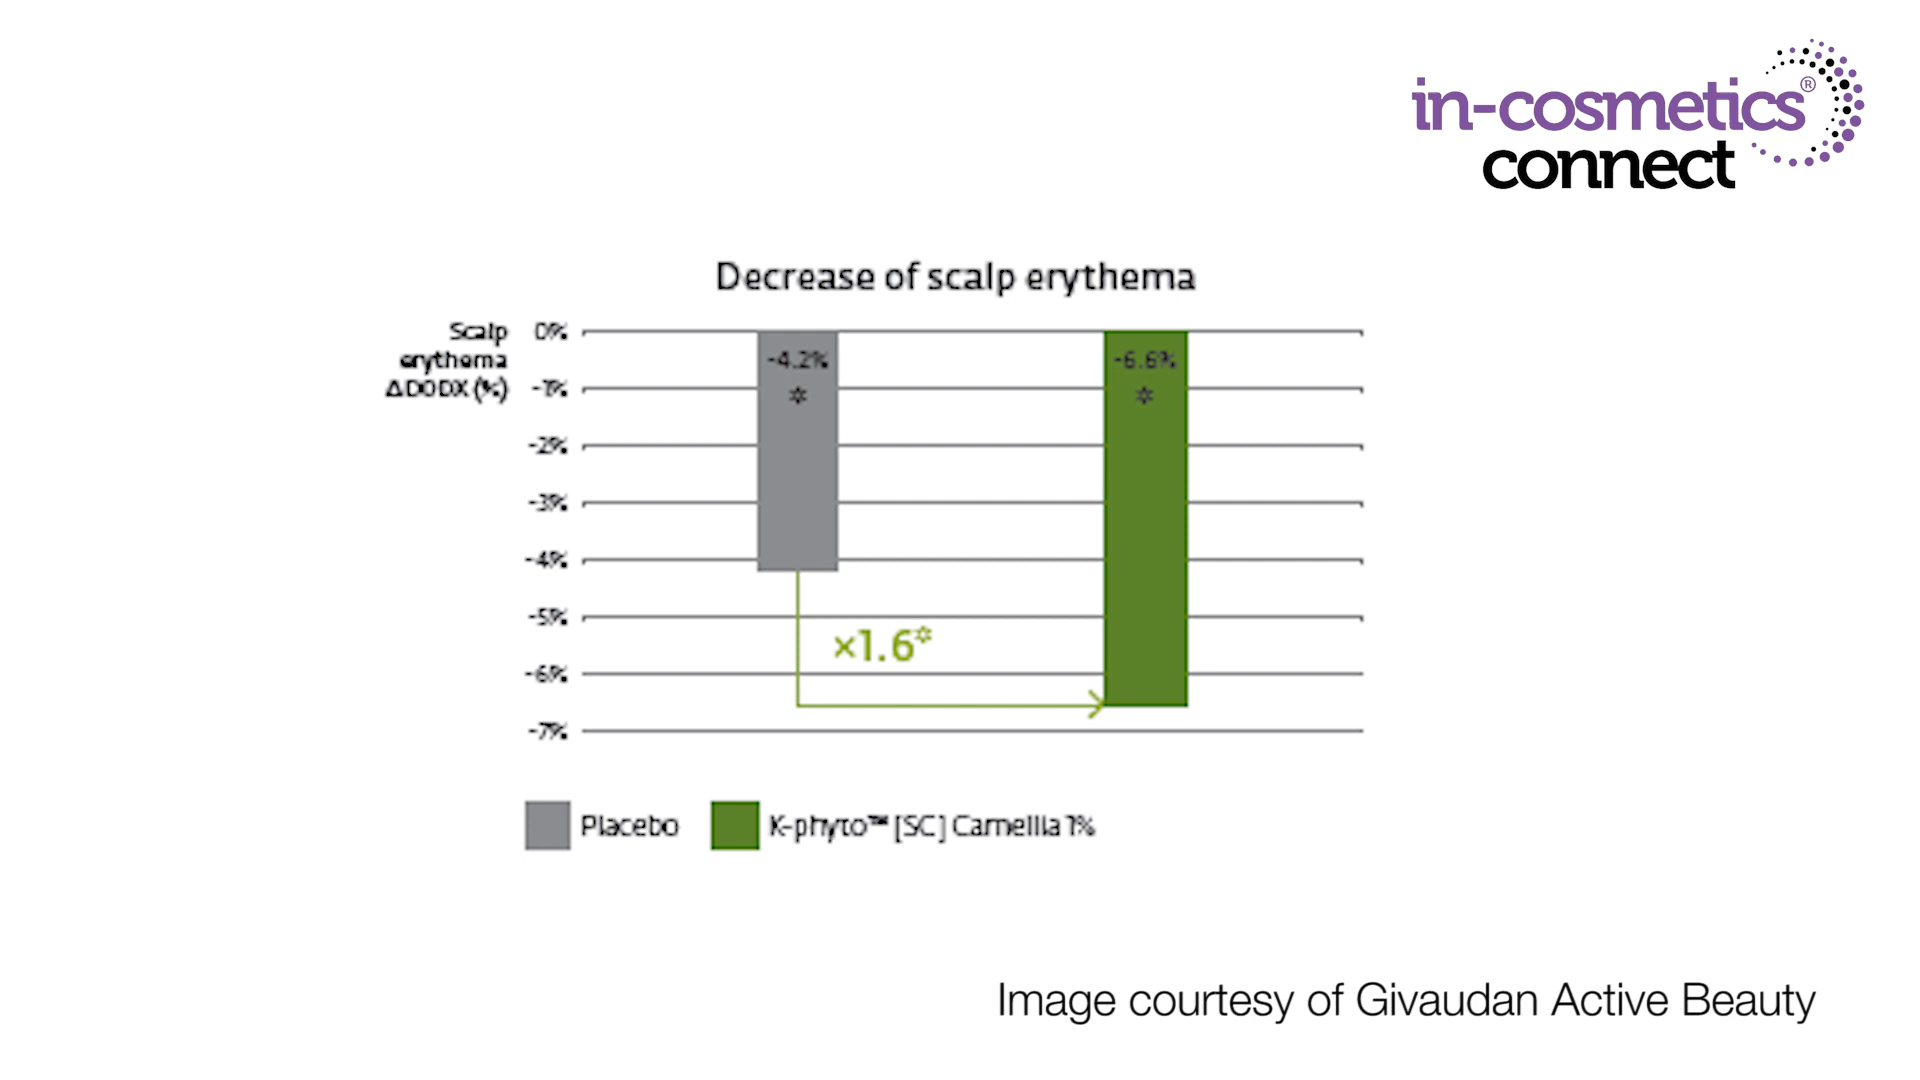 in-cosmetics®
connect
Decrease of scalp erythema
Scalp
erythema
ΔDODX (%)
0%
-1%
-2%
-3%
-4%
-5%
-6%
-7%
-4.2%
*
-6.6%
*
×1.6*
Placebo
K-phyto™ [SC] Camellia 1%
Image courtesy of Givaudan Active Beauty